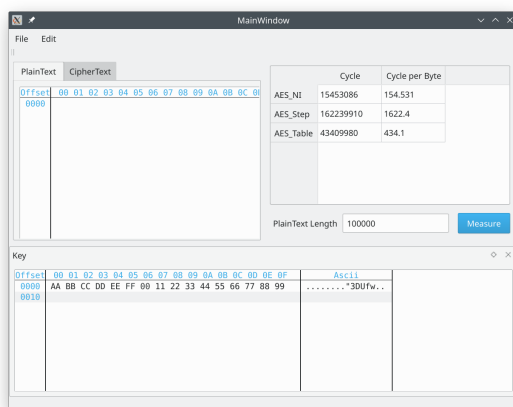 MainWindow
File Edit
PlainText CipherText
Offset 00 01 02 03 04 05 06 07 08 09 0A 0B 0C
0000
Cycle Cycle per Byte
AES_NI 15453086 154.531
AES_Step 162239910 1622.4
AES_Table 43409980 434.1
PlainText Length 100000 Measure
Key
Offset 00 01 02 03 04 05 06 07 08 09 0A 0B 0C 0D 0E 0F Ascii
0000 AA BB CC DD EE FF 00 11 22 33 44 55 66 77 88 99 ........"3DUfw..
0010